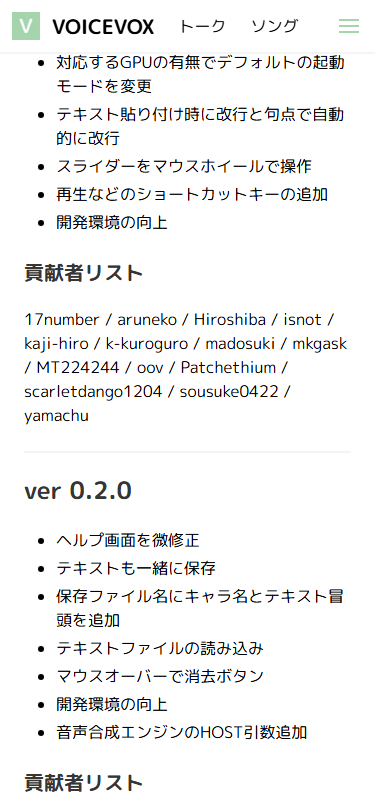 V VOICEVOX トーク ソング
対応するGPUの有無でデフォルトの起動
モードを変更
テキスト貼り付け時に改行と句点で自動
的に改行
スライダーをマウスホイールで操作
再生などのショートカットキーの追加
開発環境の向上
貢献者リスト
17number / aruneko / Hiroshiba / isnot /
kaji-hiro / k-kuroguro / madosuki / mkgask
/ MT224244 / oov / Patchethium /
scarletdango1204 / sousuke0422 /
yamachu
ver 0.2.0
ヘルプ画面を微修正
テキストも一緒に保存
保存ファイル名にキャラ名とテキスト冒
頭を追加
テキストファイルの読み込み
マウスオーバーで消去ボタン
開発環境の向上
音声合成エンジンのHOST引数追加
貢献者リスト